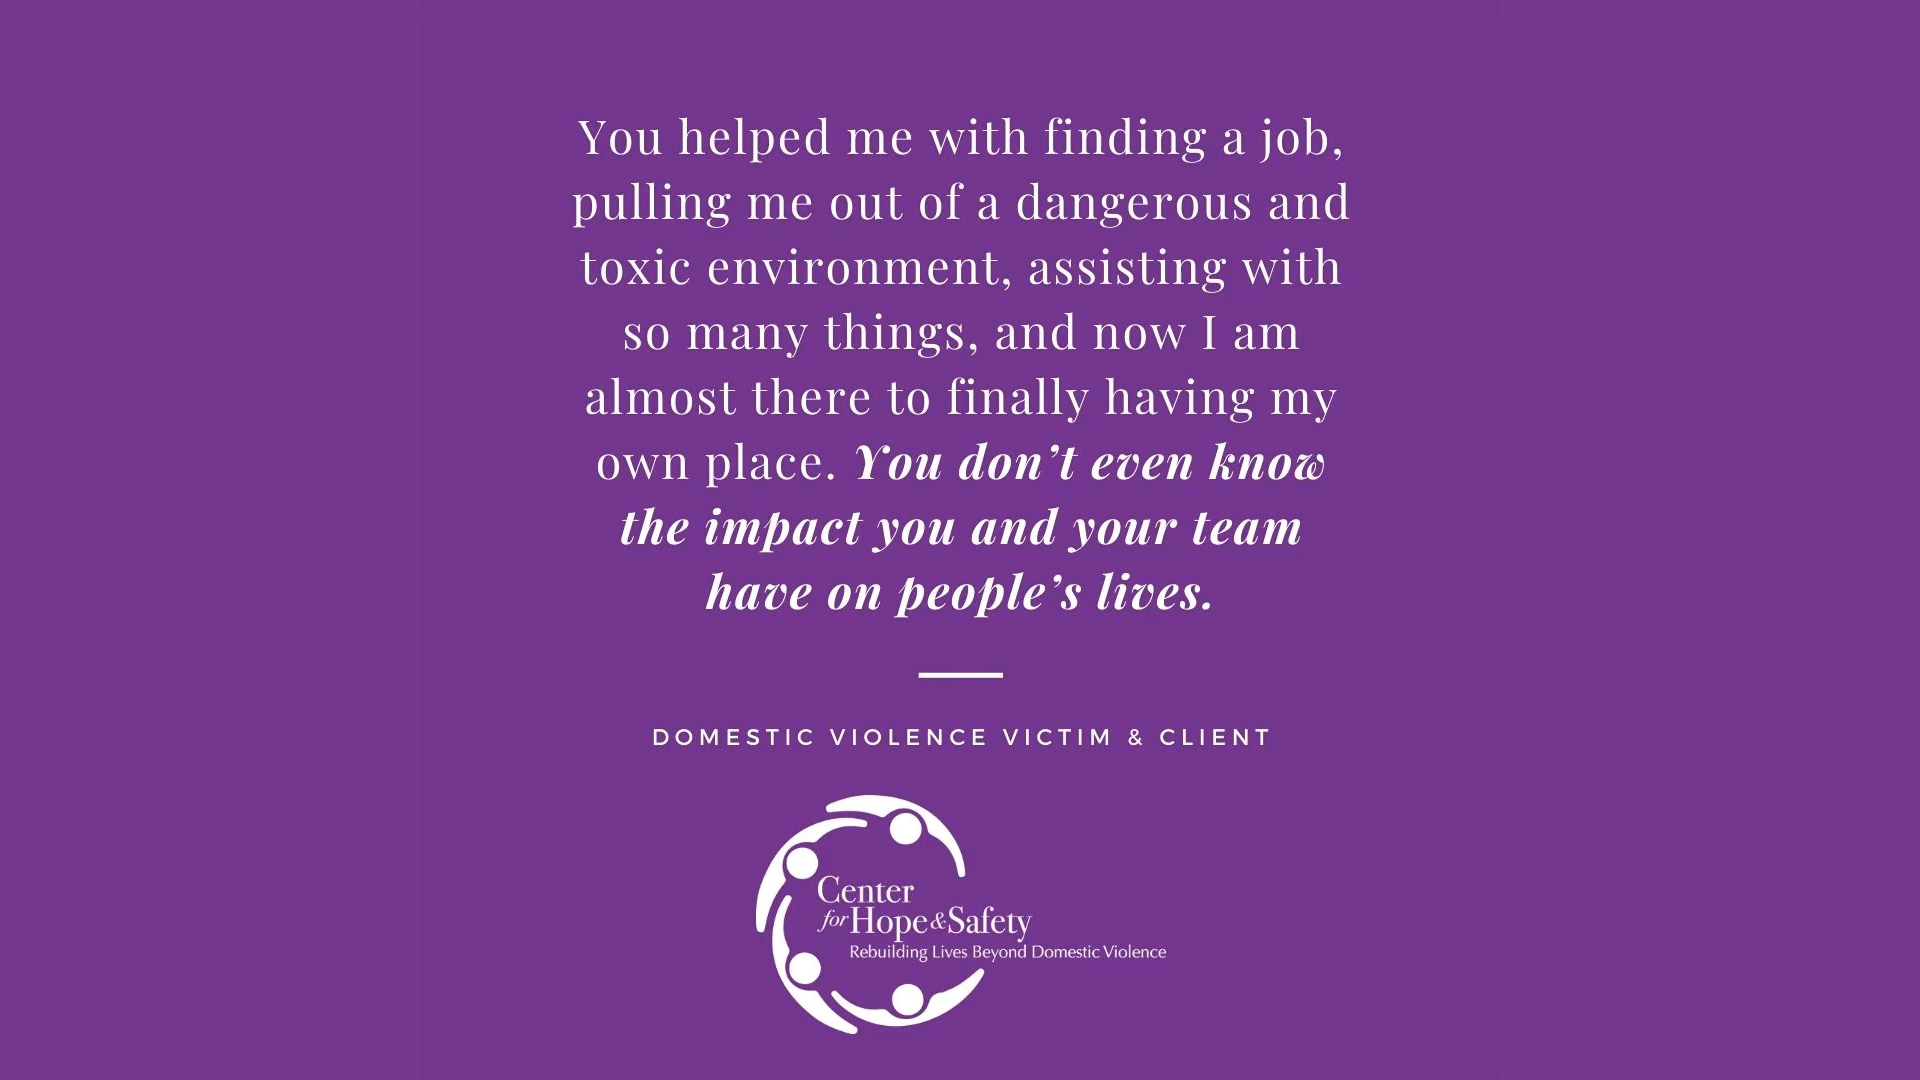 You helped me with finding a job,
pulling me out of a dangerous and
toxic environment, assisting with
so many things, and now I am
almost there to finally having my
own place. You don’t even know
the impact you and your team
have on people’s lives.
DOMESTIC VIOLENCE VICTIM & CLIENT
Center
for Hope & Safety
Rebuilding Lives Beyond Domestic Violence